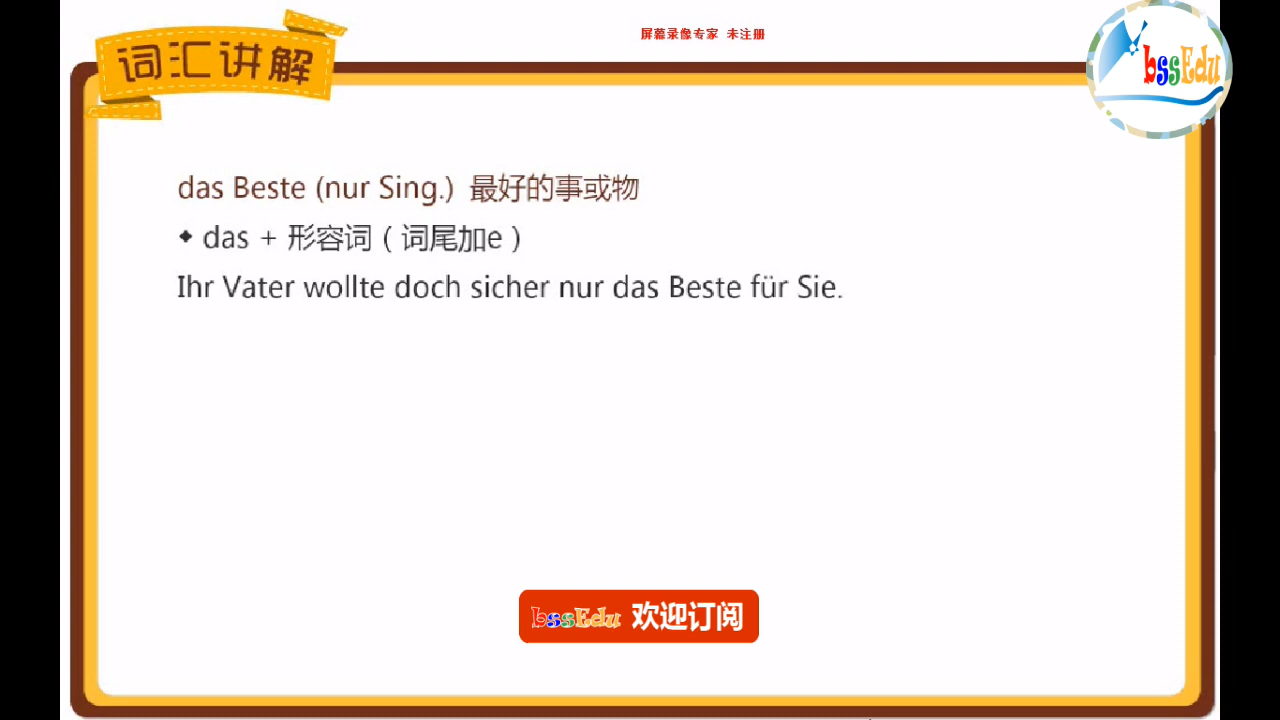 屏幕录像专家 未注册
词汇讲解
bssEdu
das Beste (nur Sing.) 最好的事或物
◆ das + 形容词（词尾加e）
Ihr Vater wollte doch sicher nur das Beste für Sie.
bssEdu 欢迎订阅